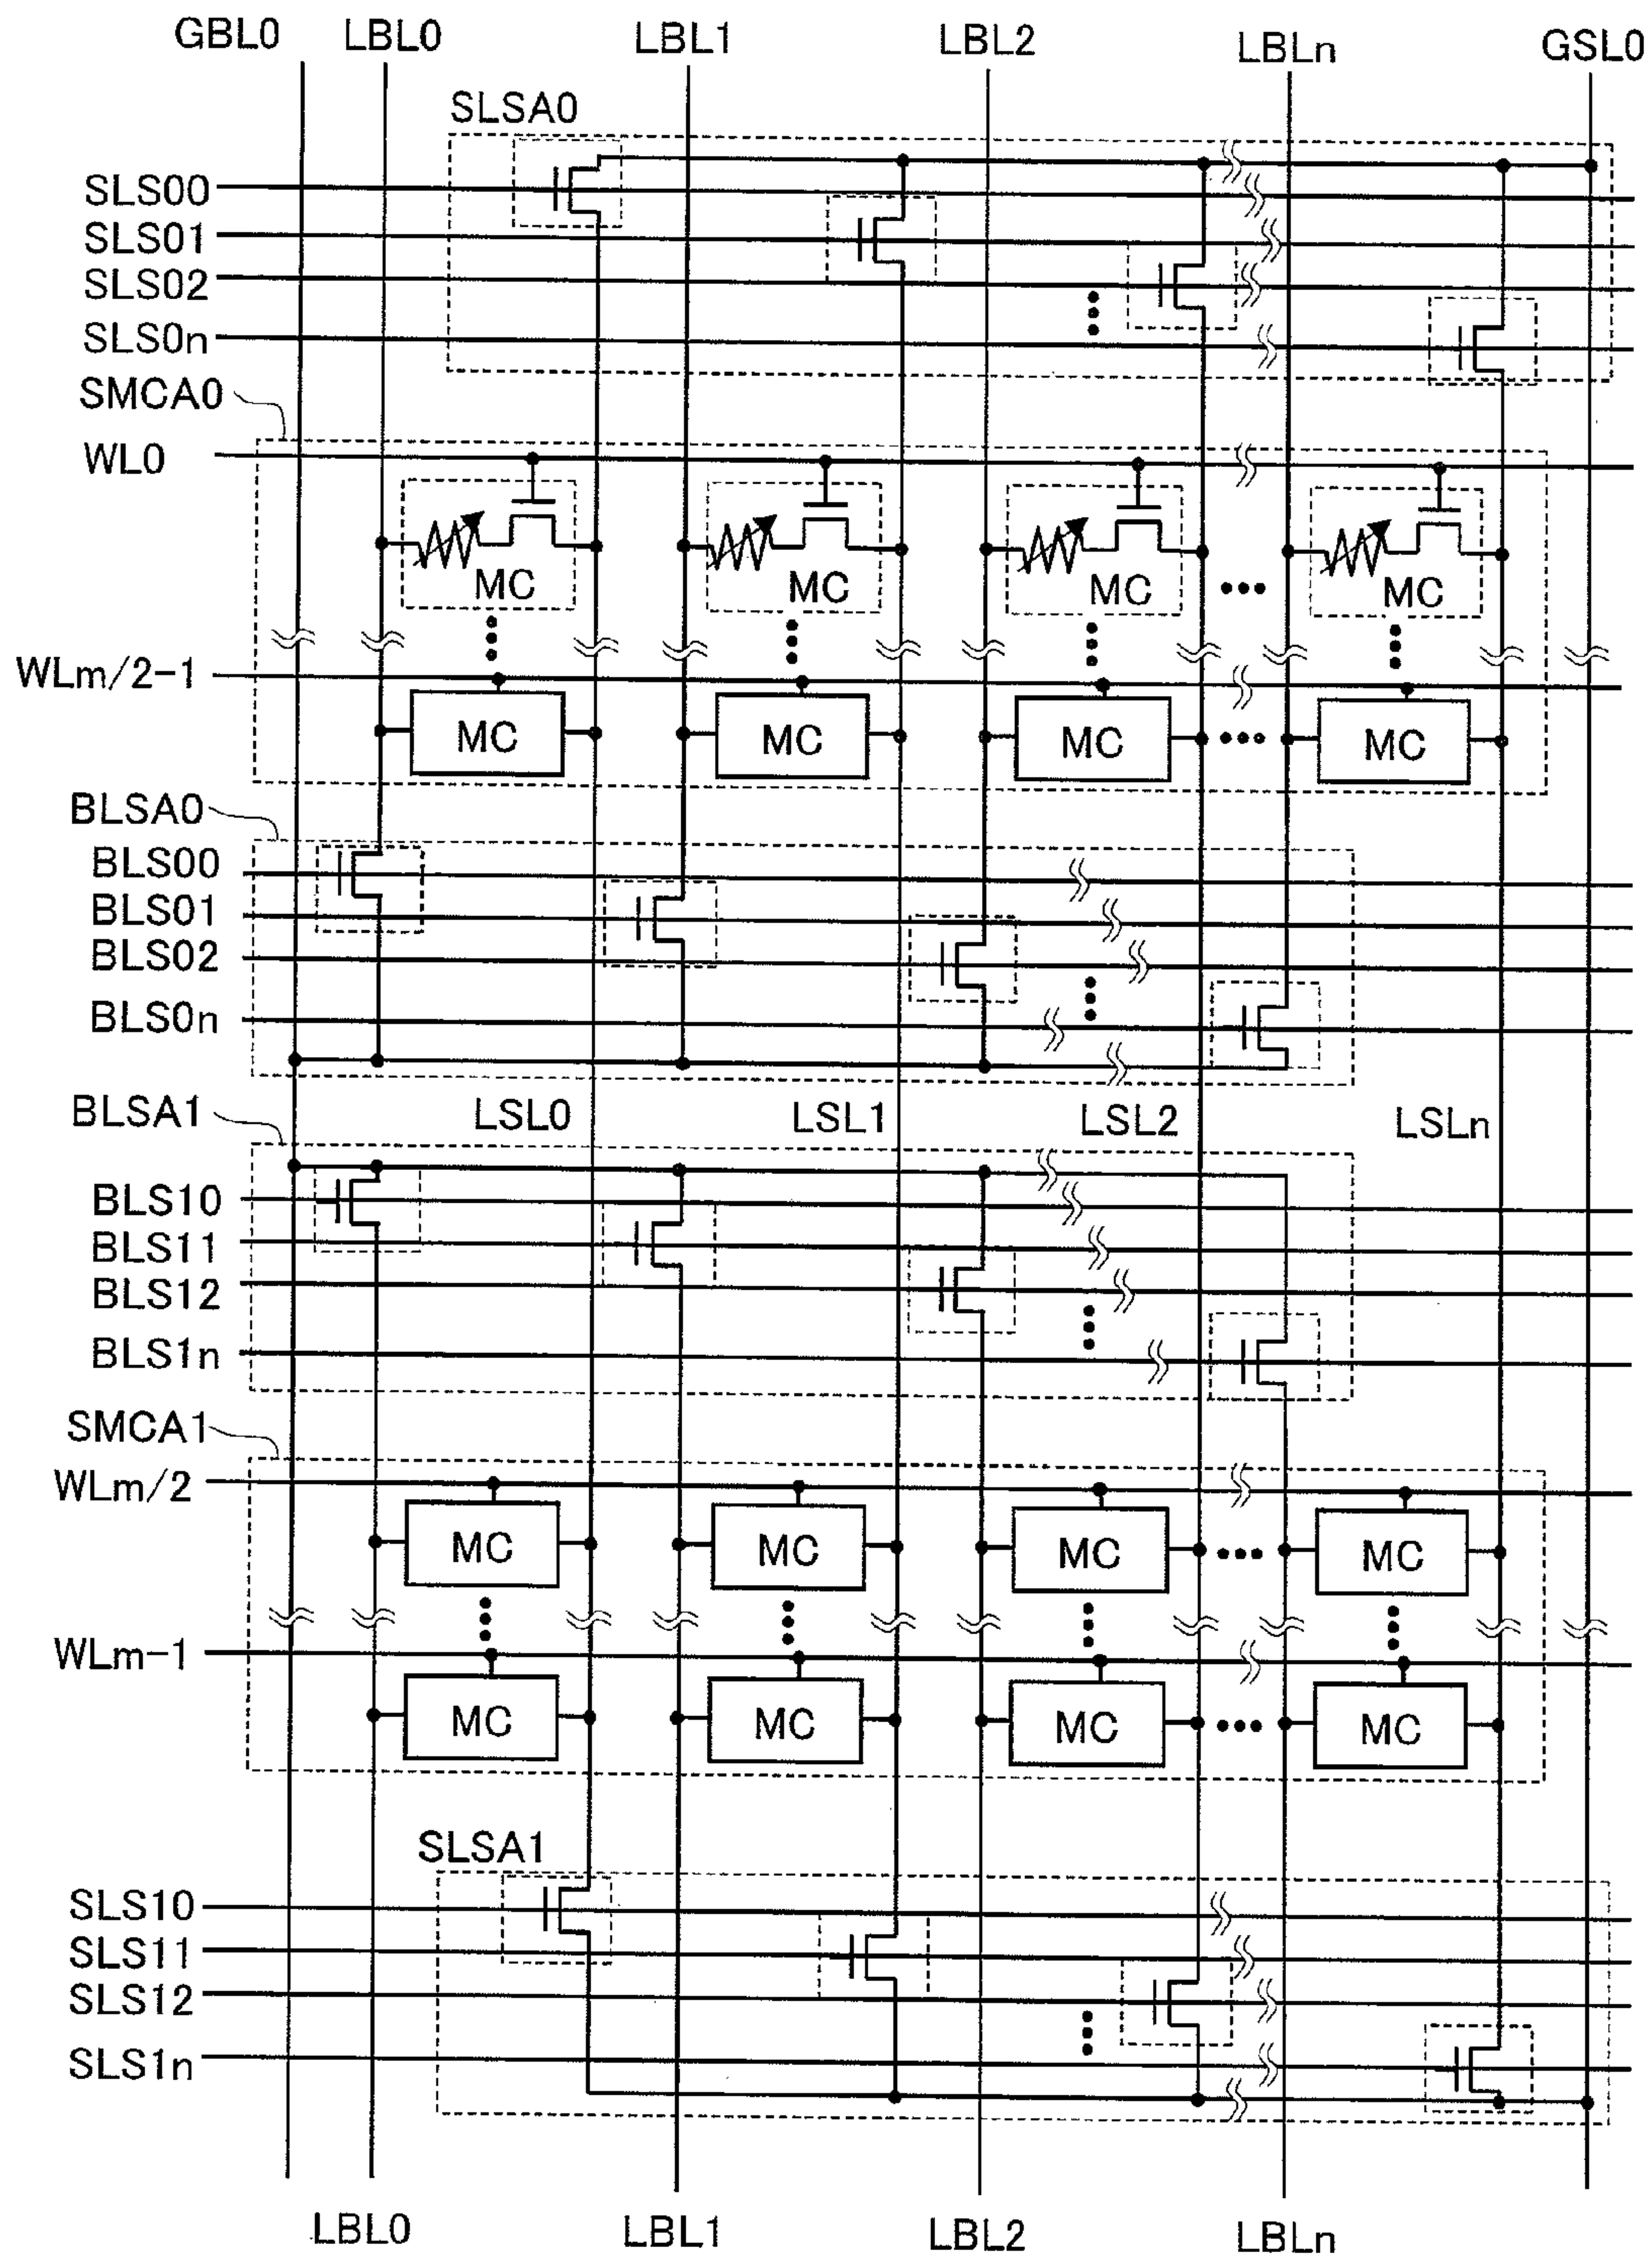 GBL0 LBL0 LBL1 LBL2 LBLn GSL0
SLSA0
SLS00
SLS01
SLS02
SLS0n
SMCA0
WL0
MC MC MC MC
WLm/2-1
MC MC MC MC
BLSA0
BLS00
BLS01
BLS02
BLS0n
BLSA1 LSL0 LSL1 LSL2 LSLn
BLS10
BLS11
BLS12
BLS1n
SMCA1
WLm/2
MC MC MC MC
WLm-1
MC MC MC MC
SLSA1
SLS10
SLS11
SLS12
SLS1n
LBL0 LBL1 LBL2 LBLn